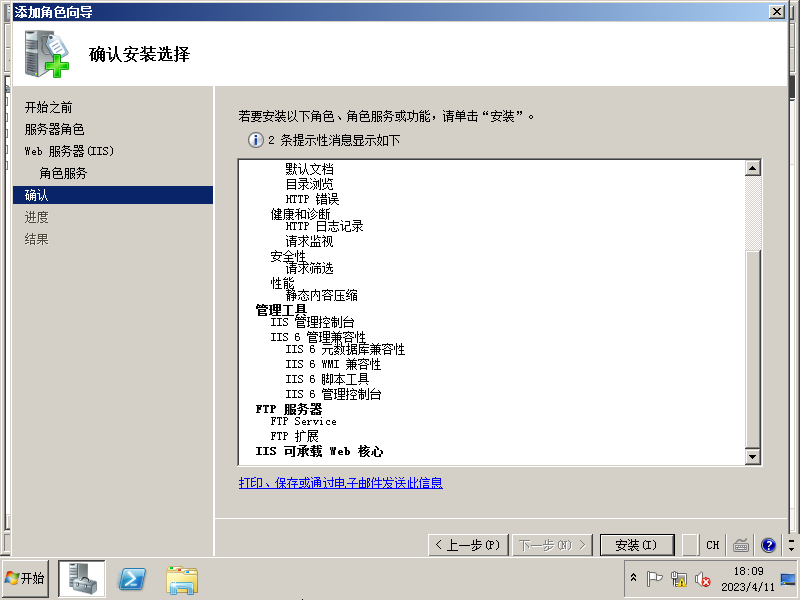 添加角色向导
确认安装选择
开始之前
服务器角色
Web 服务器(IIS)
角色服务
确认
进度
结果
若要安装以下角色、角色服务或功能，请单击“安装”。
2 条提示性消息显示如下
默认文档
目录浏览
HTTP 错误
健康和诊断
HTTP 日志记录
请求监视
安全性
请求筛选
性能
静态内容压缩
管理工具
IIS 管理控制台
IIS 6 管理兼容性
IIS 6 元数据库兼容性
IIS 6 WMI 兼容性
IIS 6 脚本工具
IIS 6 管理控制台
FTP 服务器
FTP Service
FTP 扩展
IIS 可承载 Web 核心
打印、保存或通过电子邮件发送此信息
< 上一步(P) 下一步(N) > 安装(I) CH
开始
18:09
2023/4/11